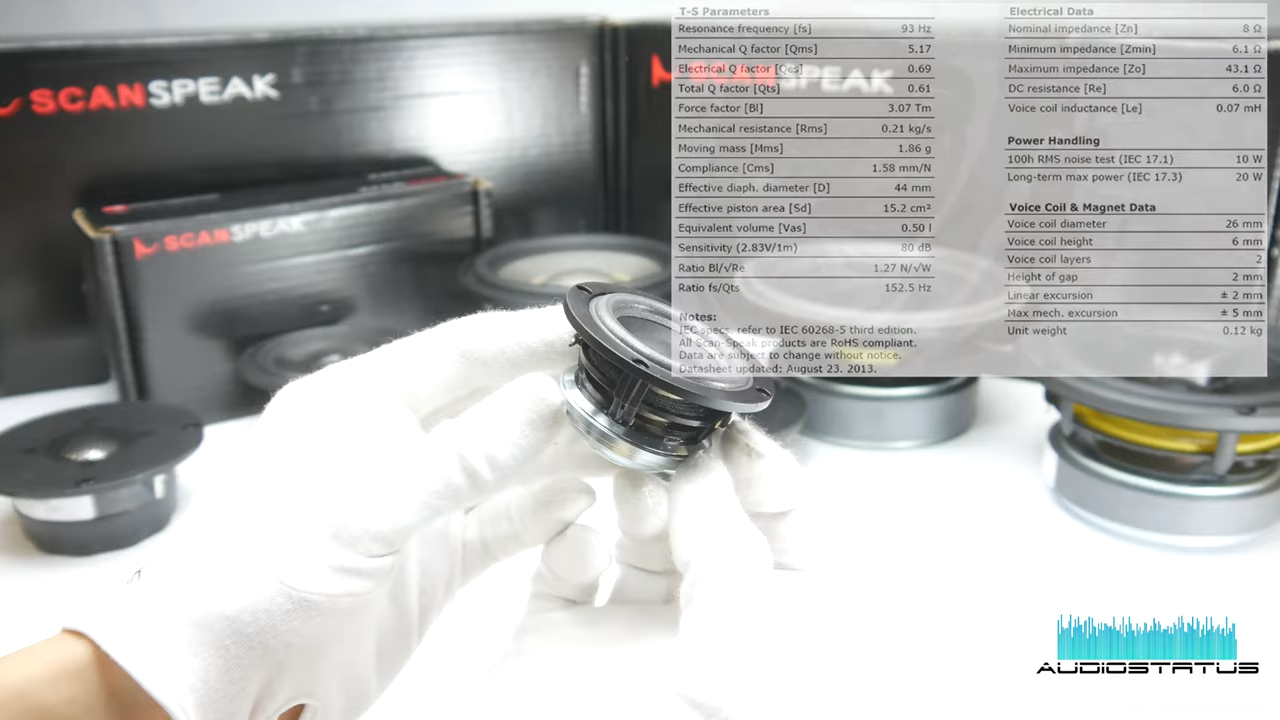 SCANSPEAK
SCANSPEAK
SCANSPEAK
T-S Parameters
Resonance frequency [fs] 93 Hz
Mechanical Q factor [Qms] 5.17
Electrical Q factor [Qes] 0.69
Total Q factor [Qts] 0.61
Force factor [Bl] 3.07 Tm
Mechanical resistance [Rms] 0.21 kg/s
Moving mass [Mms] 1.86 g
Compliance [Cms] 1.58 mm/N
Effective diaph. diameter [D] 44 mm
Effective piston area [Sd] 15.2 cm²
Equivalent volume [Vas] 0.50 l
Sensitivity (2.83V/1m) 80 dB
Ratio Bl/√Re 1.27 N/√W
Ratio fs/Qts 152.5 Hz
Notes:
IEC specs. refer to IEC 60268-5 third edition.
All Scan-Speak products are RoHS compliant.
Data are subject to change without notice.
Datasheet updated: August 23. 2013.
Electrical Data
Nominal impedance [Zn] 8 Ω
Minimum impedance [Zmin] 6.1 Ω
Maximum impedance [Zo] 43.1 Ω
DC resistance [Re] 6.0 Ω
Voice coil inductance [Le] 0.07 mH
Power Handling
100h RMS noise test (IEC 17.1) 10 W
Long-term max power (IEC 17.3) 20 W
Voice Coil & Magnet Data
Voice coil diameter 26 mm
Voice coil height 6 mm
Voice coil layers 2
Height of gap 2 mm
Linear excursion ± 2 mm
Max mech. excursion ± 5 mm
Unit weight 0.12 kg
AUDIOSTATUS